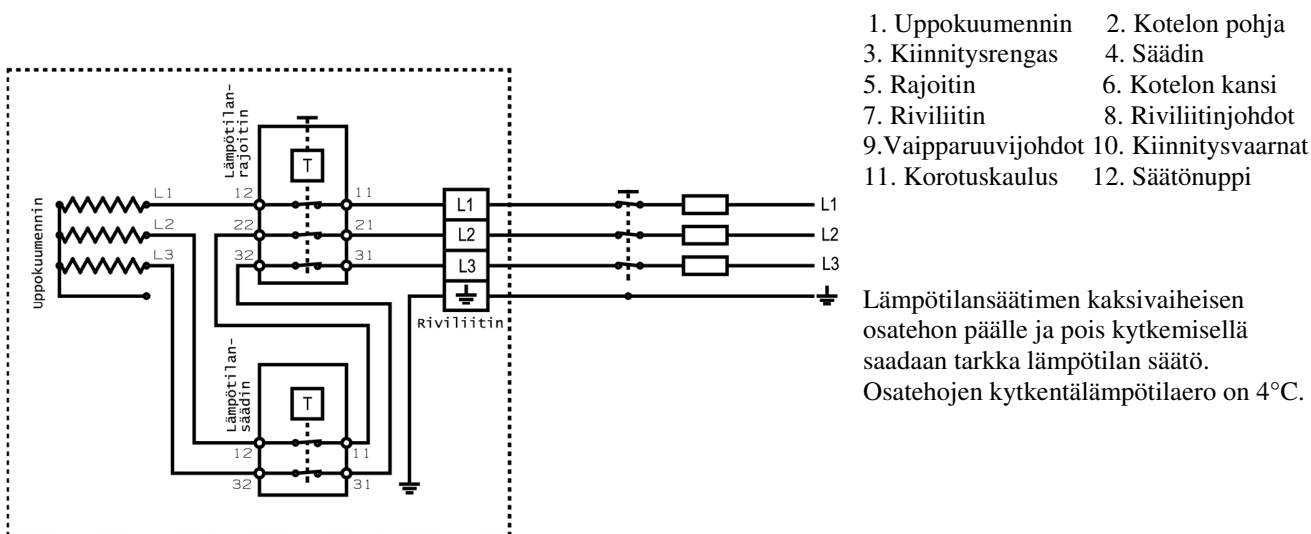 1. Uppokuumennin 2. Kotelon pohja
3. Kiinnitysrengas 4. Säädin
5. Rajoitin 6. Kotelon kansi
7. Riviliitin 8. Riviliitinjohdot
9.Vaipparuuvijohdot 10. Kiinnitysvaarnat
11. Korotuskaulus 12. Säätönuppi
Lämpötilan-
rajoitin
T
Uppokuumennin
L1 12 11 L1 L1
L2 22 21 L2 L2
L3 32 31 L3 L3
Riviliitin
Lämpötilan-
säädin
T
12 11
32 31
Lämpötilansäätimen kaksivaiheisen
osatehon päälle ja pois kytkemisellä
saadaan tarkka lämpötilan säätö.
Osatehojen kytkentälämpötilaero on 4°C.